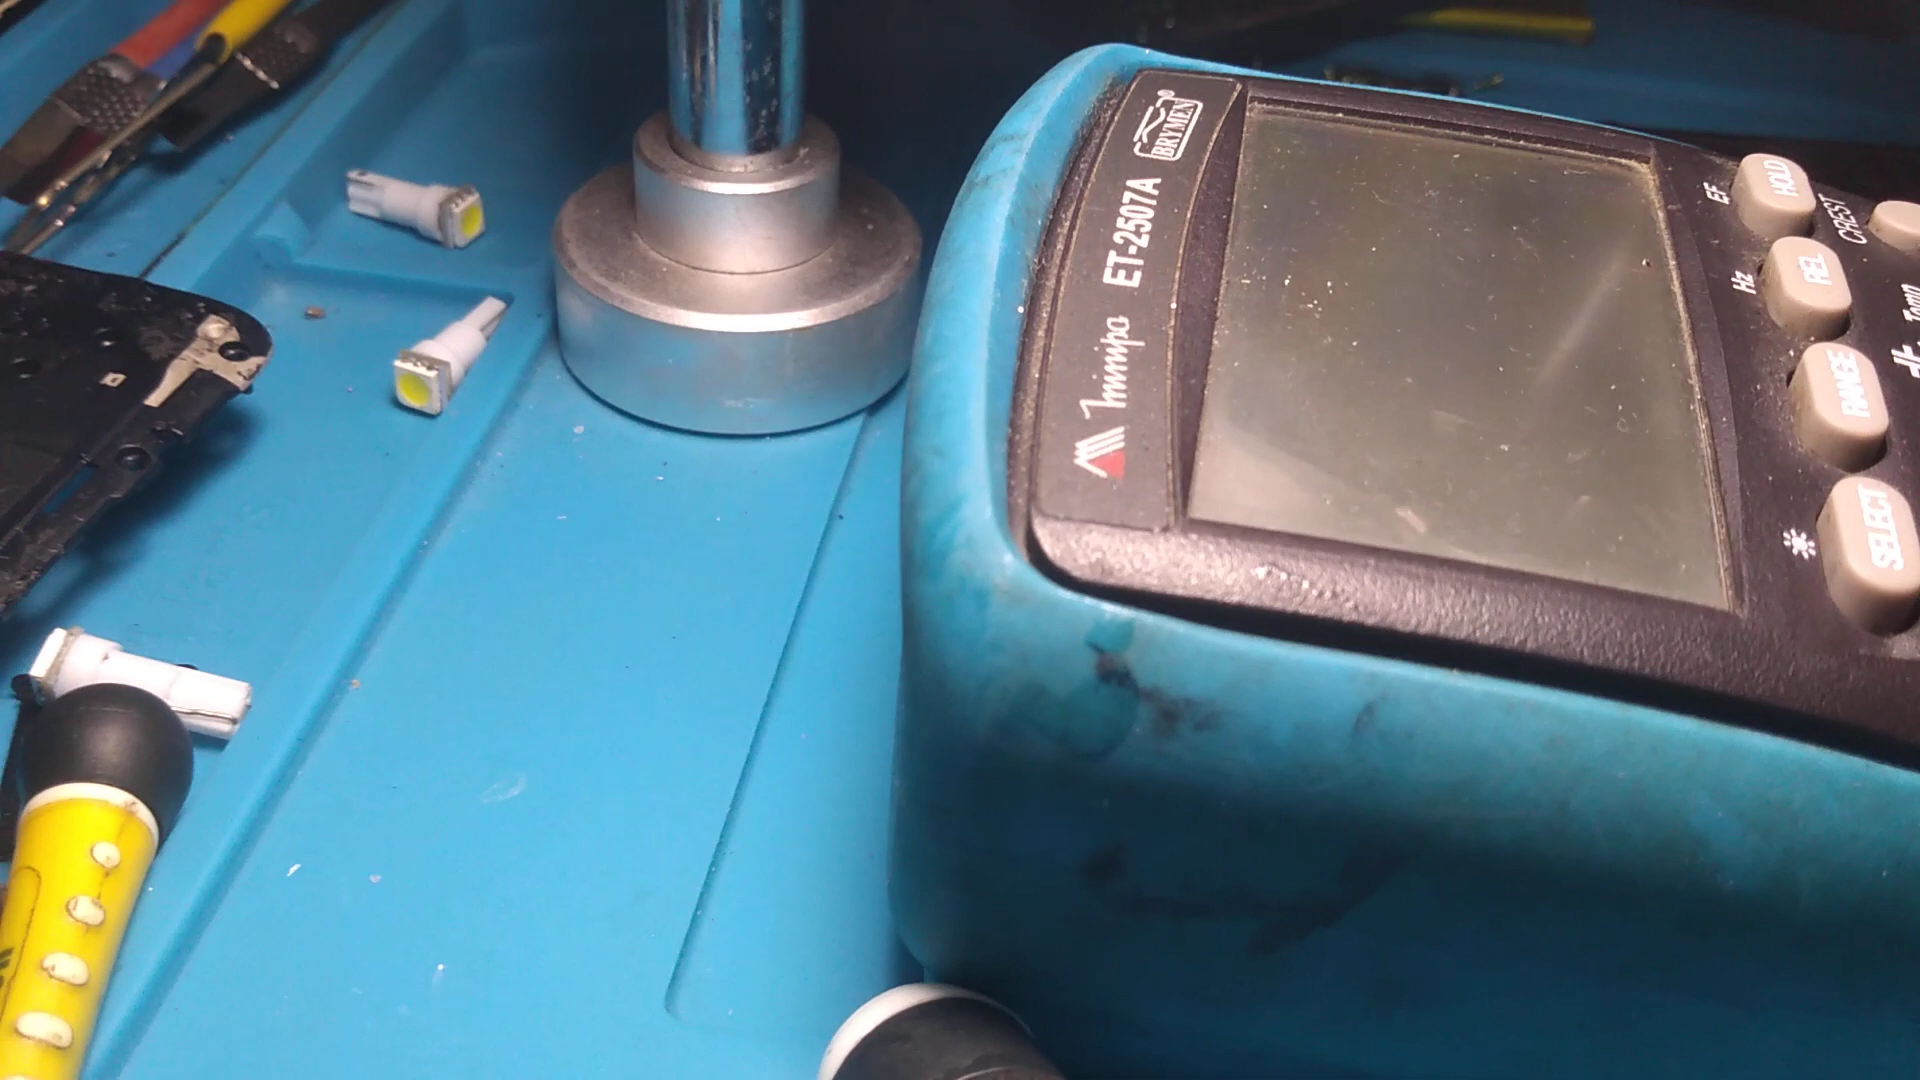 BRYMEN
Minipa ET-2507A
HOLD
EF
CREST
REL
Hz
RANGE
SELECT